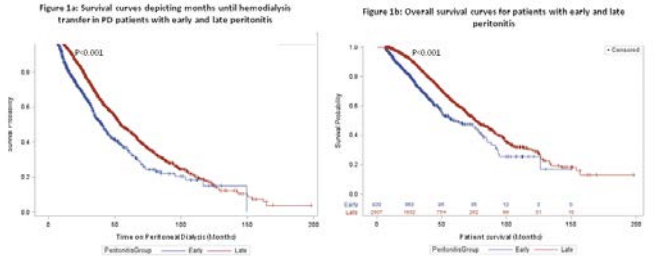 Figure 1a: Survival curves depicting months until hemodialysis
transfer in PD patients with early and late peritonitis
P<0.001
Survival Probability
0.8
0.6
0.4
0.2
0.0
0
50
100
150
200
Time on Peritoneal Dialysis (Months)
PeritonitisGroup Early Late
Figure 1b: Overall survival curves for patients with early and late
peritonitis
P<0.001
+ Censored
Survival Probability
1.0
0.8
0.6
0.4
0.2
0.0
Early
Late
0
50
100
150
200
Patient survival (Months)
PeritonitisGroup Early Late